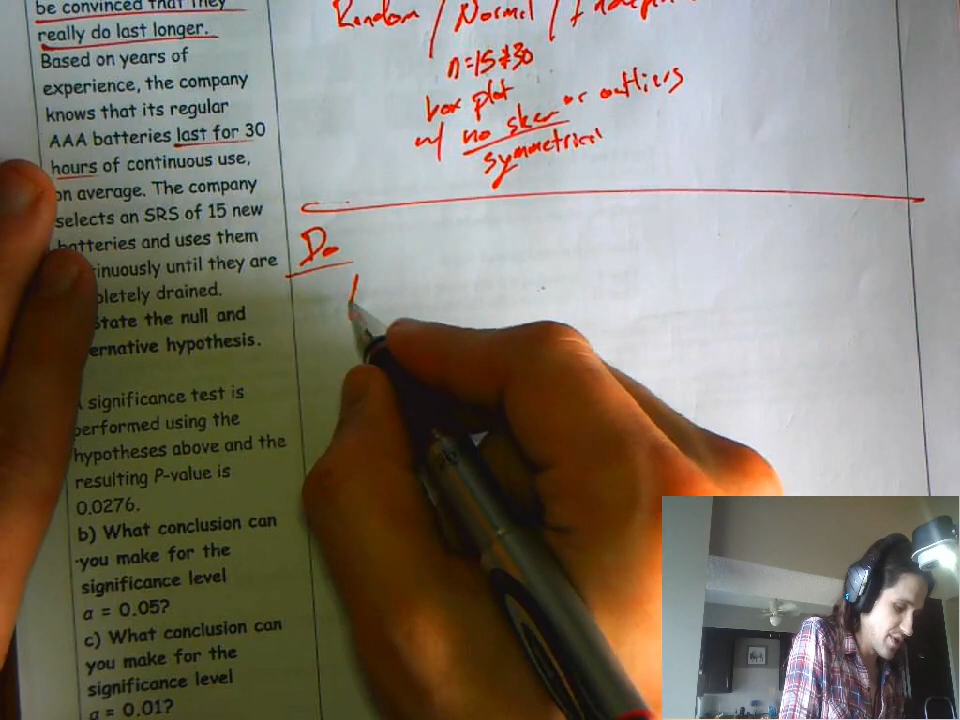 be convinced that they
really do last longer.
Based on years of
experience, the company
knows that its regular
AAA batteries last for 30
hours of continuous use,
on average. The company
selects an SRS of 15 new
batteries and uses them
tinuously until they are
pletely drained.
State the null and
ernative hypothesis.
A significance test is
performed using the
hypotheses above and the
resulting P-value is
0.0276.
b) What conclusion can
you make for the
significance level
α = 0.05?
c) What conclusion can
you make for the
significance level
α = 0.01?
Random / Normal /
n=15≠30
box plot
w/ no skew or outliers
symmetrical
Do